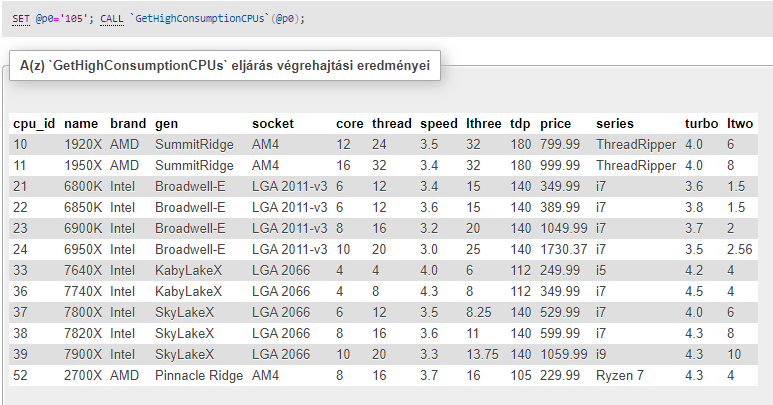 SET @p0='105'; CALL `GetHighConsumptionCPUs`(@p0);
A(z) `GetHighConsumptionCPUs` eljárás végrehajtási eredményei
cpu_id name brand gen socket core thread speed lthree tdp price series turbo ltwo
10 1920X AMD SummitRidge AM4 12 24 3.5 32 180 799.99 ThreadRipper 4.0 6
11 1950X AMD SummitRidge AM4 16 32 3.4 32 180 999.99 ThreadRipper 4.0 8
21 6800K Intel Broadwell-E LGA 2011-v3 6 12 3.4 15 140 349.99 i7 3.6 1.5
22 6850K Intel Broadwell-E LGA 2011-v3 6 12 3.6 15 140 389.99 i7 3.8 1.5
23 6900K Intel Broadwell-E LGA 2011-v3 8 16 3.2 20 140 1049.99 i7 3.7 2
24 6950X Intel Broadwell-E LGA 2011-v3 10 20 3.0 25 140 1730.37 i7 3.5 2.56
33 7640X Intel KabyLakeX LGA 2066 4 4 4.0 6 112 249.99 i5 4.2 4
36 7740X Intel KabyLakeX LGA 2066 4 8 4.3 8 112 349.99 i7 4.5 4
37 7800X Intel SkyLakeX LGA 2066 6 12 3.5 8.25 140 529.99 i7 4.0 6
38 7820X Intel SkyLakeX LGA 2066 8 16 3.6 11 140 599.99 i7 4.3 8
39 7900X Intel SkyLakeX LGA 2066 10 20 3.3 13.75 140 1059.99 i9 4.3 10
52 2700X AMD Pinnacle Ridge AM4 8 16 3.7 16 105 229.99 Ryzen 7 4.3 4